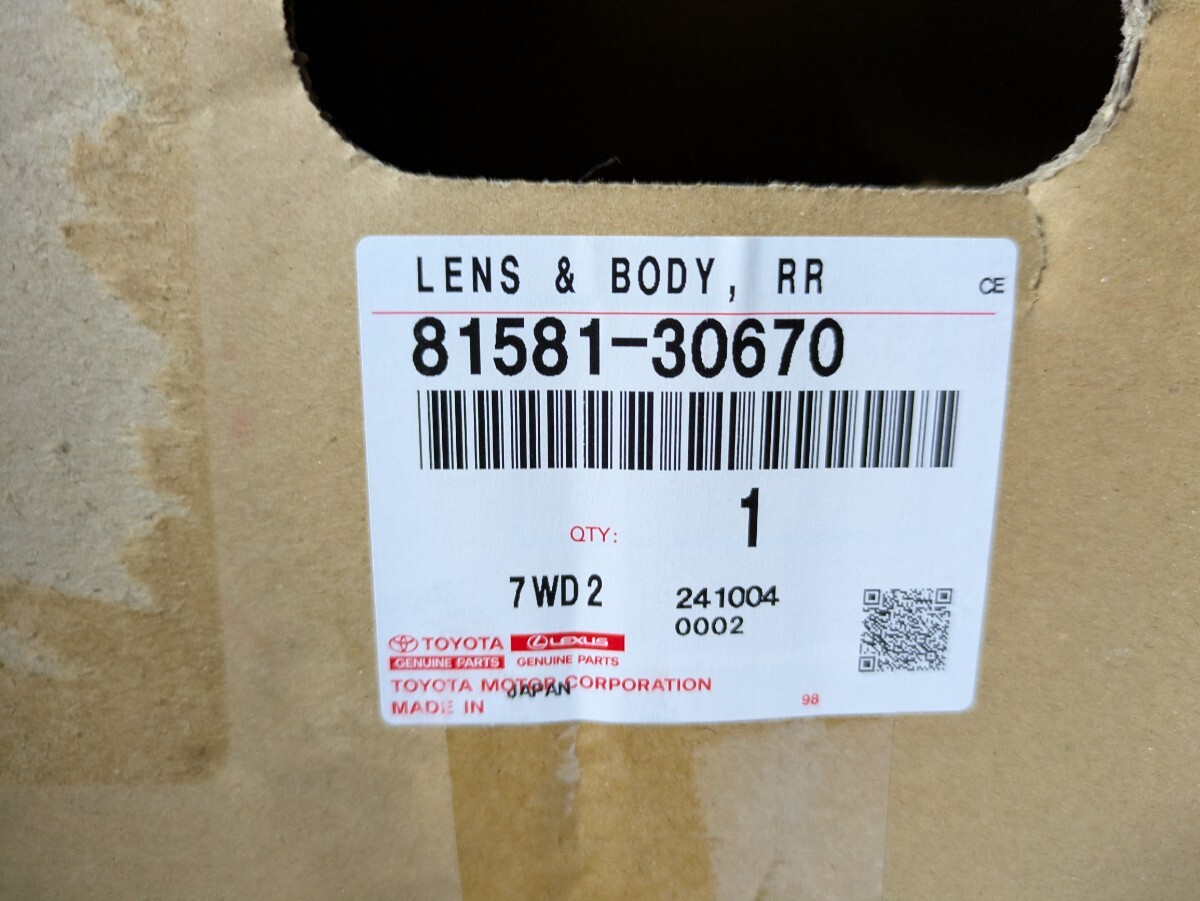 LENS & BODY, RR
CE
81581-30670
QTY: 1
7WD2
241004
0002
TOYOTA LEXUS
GENUINE PARTS GENUINE PARTS
TOYOTA MOTOR CORPORATION
MADE IN JAPAN
98